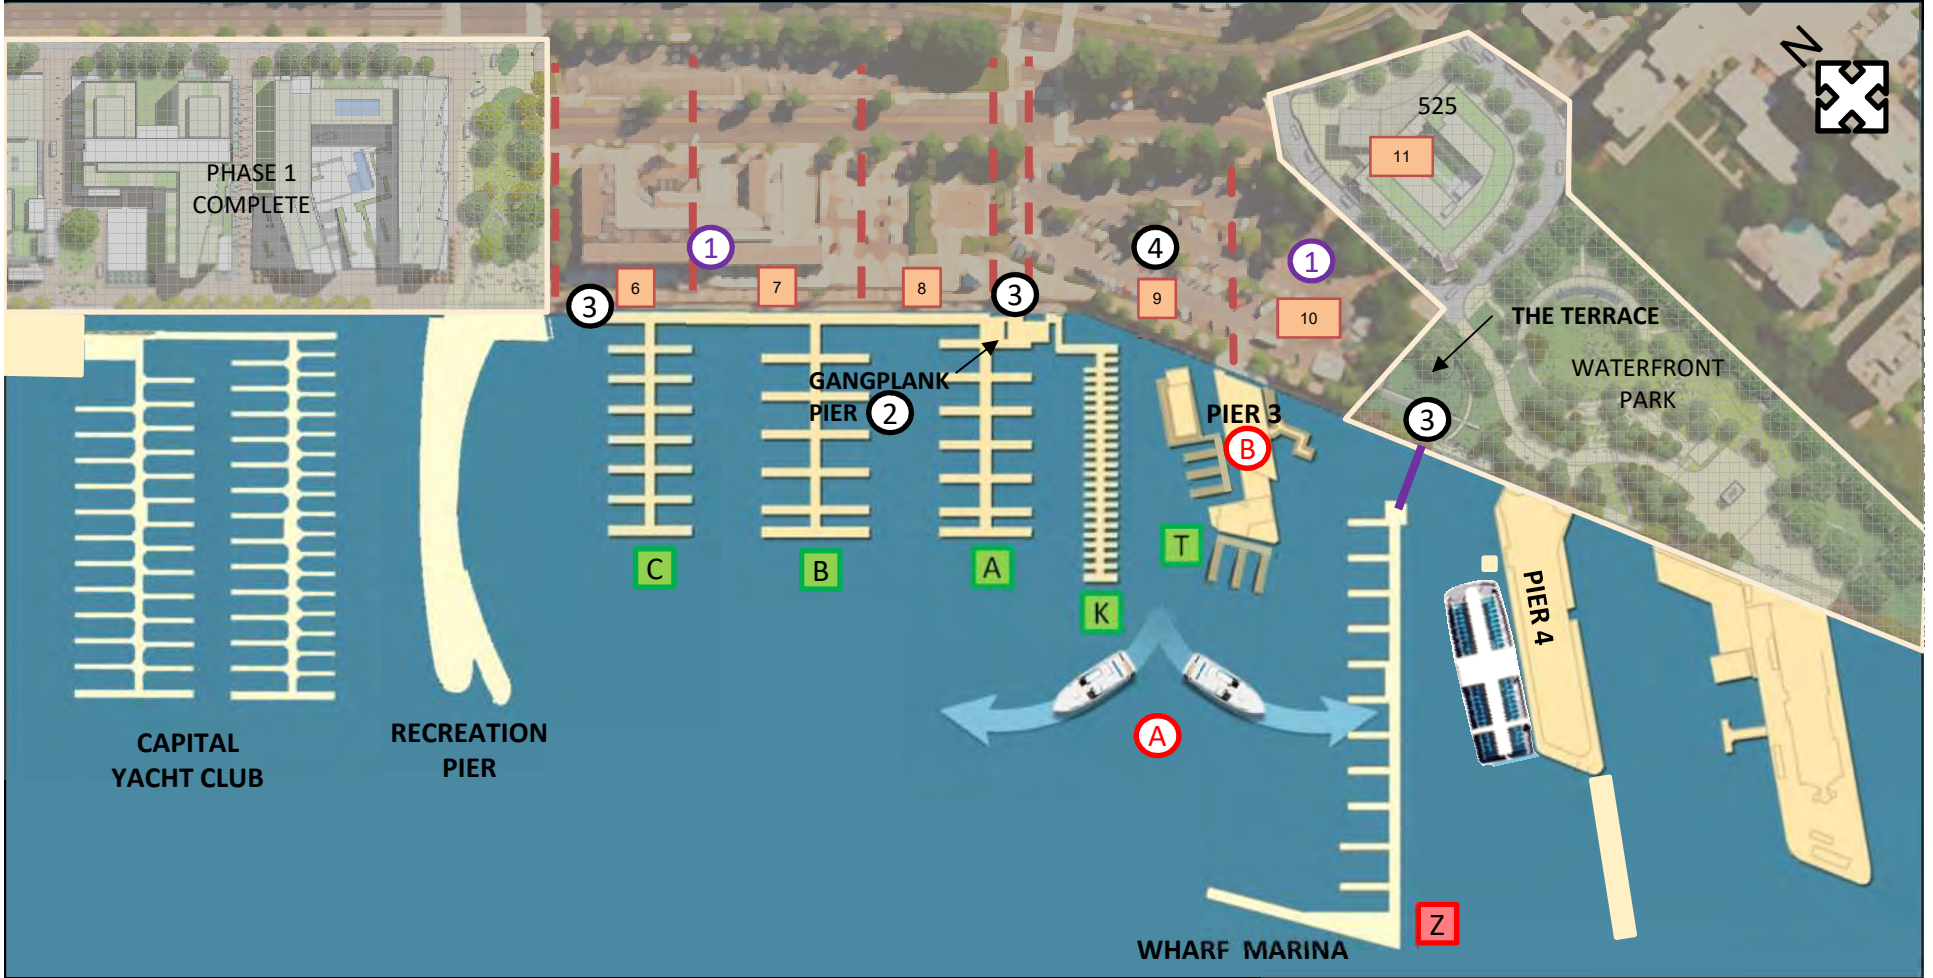 N
525
11
PHASE 1
COMPLETE
1
4
1
3
6
7
8
3
9
10
THE TERRACE
WATERFRONT
PARK
GANGPLANK
PIER 2
PIER 3
B
3
C
B
A
T
K
PIER 4
A
CAPITAL
YACHT CLUB
RECREATION
PIER
Z
WHARF MARINA